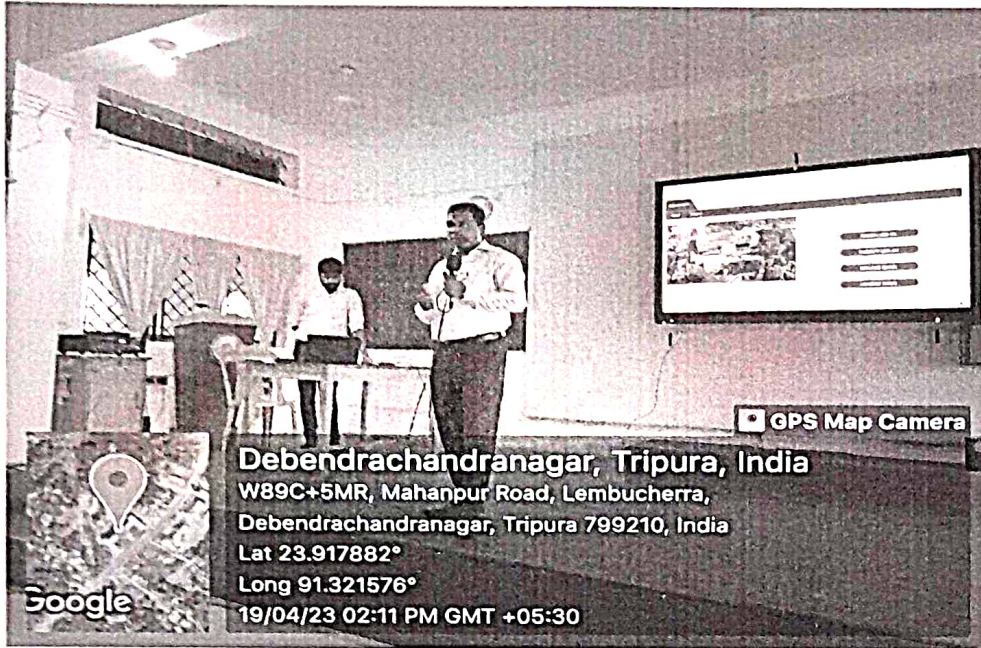 GPS Map Camera
Debendrachandranagar, Tripura, India
W89C+5MR, Mahanpur Road, Lembucherra,
Debendrachandranagar, Tripura 799210, India
Lat 23.917882°
Long 91.321576°
19/04/23 02:11 PM GMT +05:30
Google